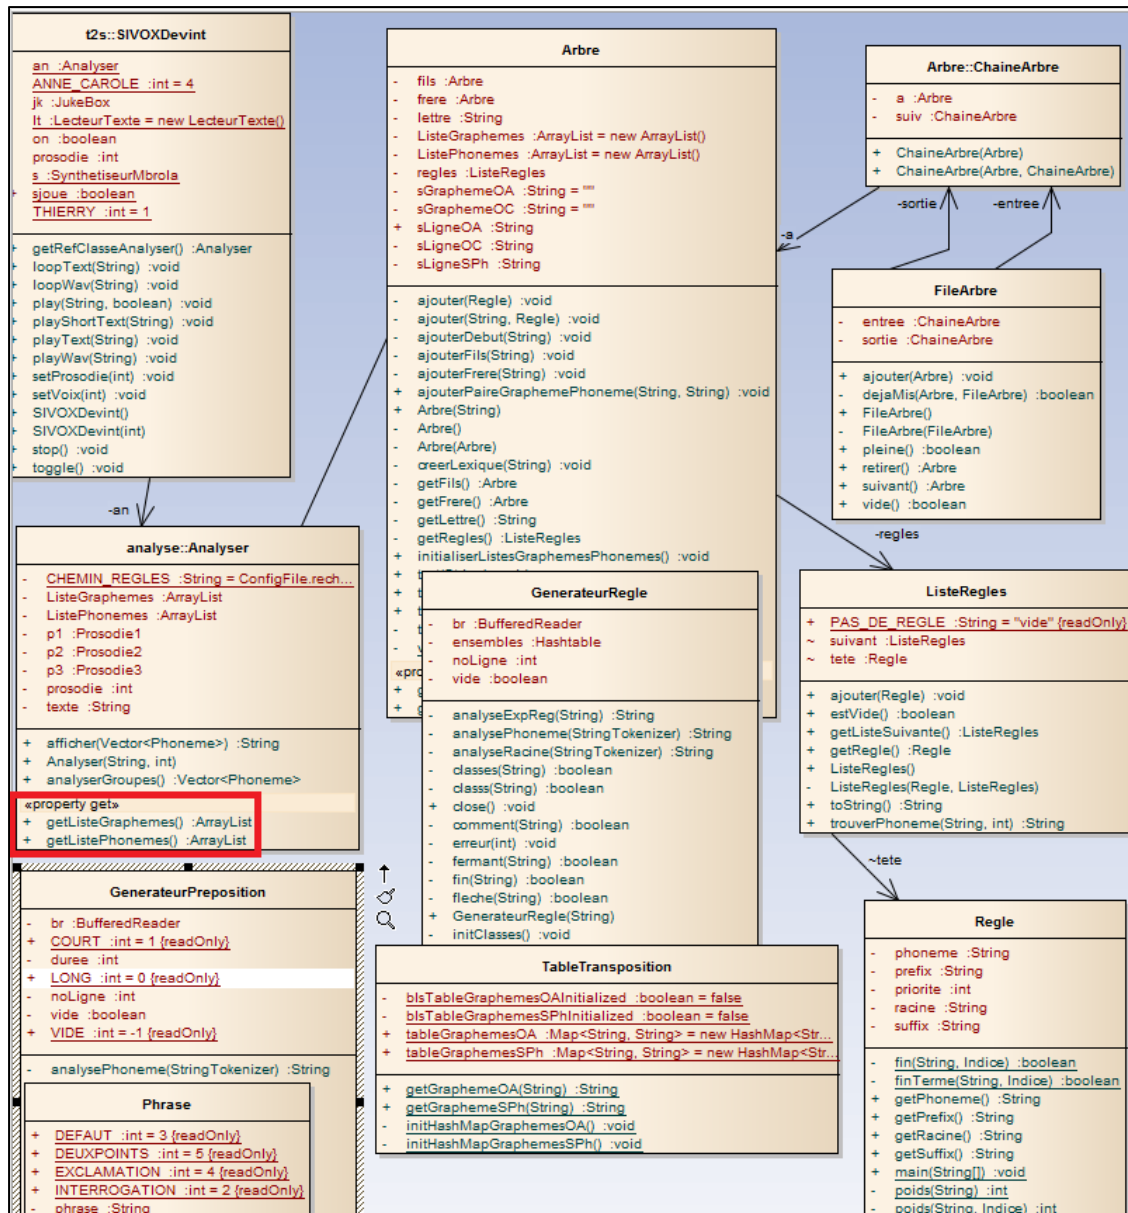 t2s::SIVOXDevint
an :Analyser
ANNE_CAROLE :int = 4
jk :JukeBox
lt :LecteurTexte = new LecteurTexte()
on :boolean
prosodie :int
s :SynthetiseurMbrola
+ sjoue :boolean
THIERRY :int = 1
+ getRefClasseAnalyser() :Analyser
+ loopText(String) :void
+ loopWav(String) :void
+ play(String, boolean) :void
+ playShortText(String) :void
+ playText(String) :void
+ playWav(String) :void
+ setProsodie(int) :void
+ setVoix(int) :void
+ SIVOXDevint()
+ SIVOXDevint(int)
+ stop() :void
+ toggle() :void
-an
analyse::Analyser
- CHEMIN_REGLES :String = ConfigFile.rech...
- ListeGraphemes :ArrayList
- ListePhonemes :ArrayList
- p1 :Prosodie1
- p2 :Prosodie2
- p3 :Prosodie3
- prosodie :int
- texte :String
+ afficher(Vector<Phoneme>) :String
+ Analyser(String, int)
+ analyserGroupes() :Vector<Phoneme>
«property get»
+ getListeGraphemes() :ArrayList
+ getListePhonemes() :ArrayList
GenerateurPreposition
- br :BufferedReader
+ COURT :int = 1 {readOnly}
- duree :int
+ LONG :int = 0 {readOnly}
- noLigne :int
- vide :boolean
+ VIDE :int = -1 {readOnly}
- analysePhoneme(StringTokenizer) :String
Phrase
+ DEFAUT :int = 3 {readOnly}
+ DEUXPOINTS :int = 5 {readOnly}
+ EXCLAMATION :int = 4 {readOnly}
+ INTERROGATION :int = 2 {readOnly}
- phrase :String
Arbre
- fils :Arbre
- frere :Arbre
- lettre :String
- ListeGraphemes :ArrayList = new ArrayList()
- ListePhonemes :ArrayList = new ArrayList()
- regles :ListeRegles
- sGraphemeOA :String = ""
- sGraphemeOC :String = ""
+ sLigneOA :String
- sLigneOC :String
- sLigneSPh :String
- ajouter(Regle) :void
- ajouter(String, Regle) :void
- ajouterDebut(String) :void
- ajouterFils(String) :void
- ajouterFrere(String) :void
+ ajouterPaireGraphemePhoneme(String, String) :void
+ Arbre(String)
- Arbre()
- Arbre(Arbre)
- creerLexique(String) :void
- getFils() :Arbre
- getFrere() :Arbre
- getLettre() :String
- getRegles() :ListeRegles
+ initialiserListesGraphemesPhonemes() :void
GenerateurRegle
- br :BufferedReader
- ensembles :Hashtable
- noLigne :int
- vide :boolean
- analyseExpReg(String) :String
- analysePhoneme(StringTokenizer) :String
- analyseRacine(StringTokenizer) :String
- classes(String) :boolean
- classs(String) :boolean
+ close() :void
- comment(String) :boolean
- erreur(int) :void
- fermant(String) :boolean
- fin(String) :boolean
- fleche(String) :boolean
+ GenerateurRegle(String)
- initClasses() :void
TableTransposition
- bIsTableGraphemesOAInitialized :boolean = false
- bIsTableGraphemesSPhInitialized :boolean = false
+ tableGraphemesOA :Map<String, String> = new HashMap<Str...
+ tableGraphemesSPh :Map<String, String> = new HashMap<Str...
+ getGraphemeOA(String) :String
+ getGraphemeSPh(String) :String
- initHashMapGraphemesOA() :void
- initHashMapGraphemesSPh() :void
Arbre::ChaineArbre
- a :Arbre
- suiv :ChaineArbre
+ ChaineArbre(Arbre)
+ ChaineArbre(Arbre, ChaineArbre)
-sortie
-entree
-a
FileArbre
- entree :ChaineArbre
- sortie :ChaineArbre
+ ajouter(Arbre) :void
- dejaMis(Arbre, FileArbre) :boolean
+ FileArbre()
- FileArbre(FileArbre)
+ pleine() :boolean
+ retirer() :Arbre
+ suivant() :Arbre
+ vide() :boolean
-regles
ListeRegles
+ PAS_DE_REGLE :String = "vide" {readOnly}
~ suivant :ListeRegles
~ tete :Regle
+ ajouter(Regle) :void
+ estVide() :boolean
+ getListeSuivante() :ListeRegles
+ getRegle() :Regle
+ ListeRegles()
- ListeRegles(Regle, ListeRegles)
+ toString() :String
+ trouverPhoneme(String, int) :String
~tete
Regle
- phoneme :String
- prefix :String
- priorite :int
- racine :String
- suffix :String
- fin(String, Indice) :boolean
- finTerme(String, Indice) :boolean
+ getPhoneme() :String
+ getPrefix() :String
+ getRacine() :String
+ getSuffix() :String
+ main(String[]) :void
- poids(String) :int
- poids(String, Indice) :int